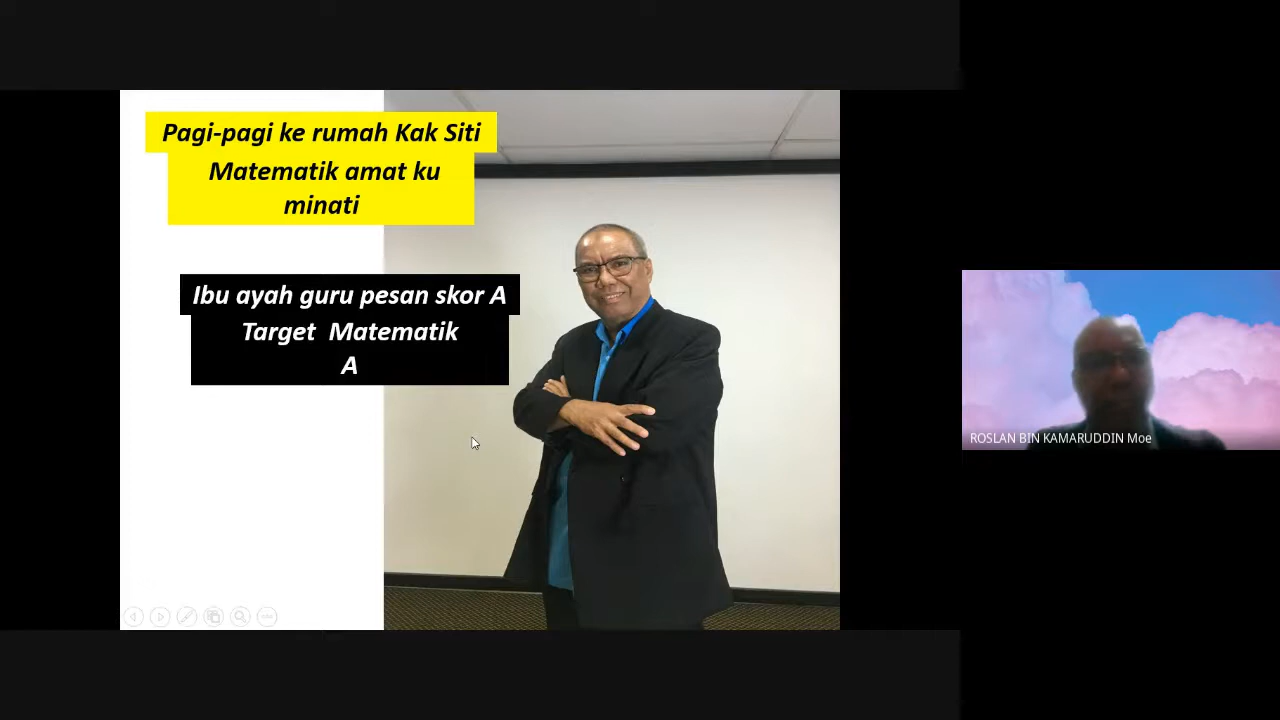 Pagi-pagi ke rumah Kak Siti
Matematik amat ku
minati
Ibu ayah guru pesan skor A
Target  Matematik
A
ROSLAN BIN KAMARUDDIN Moe